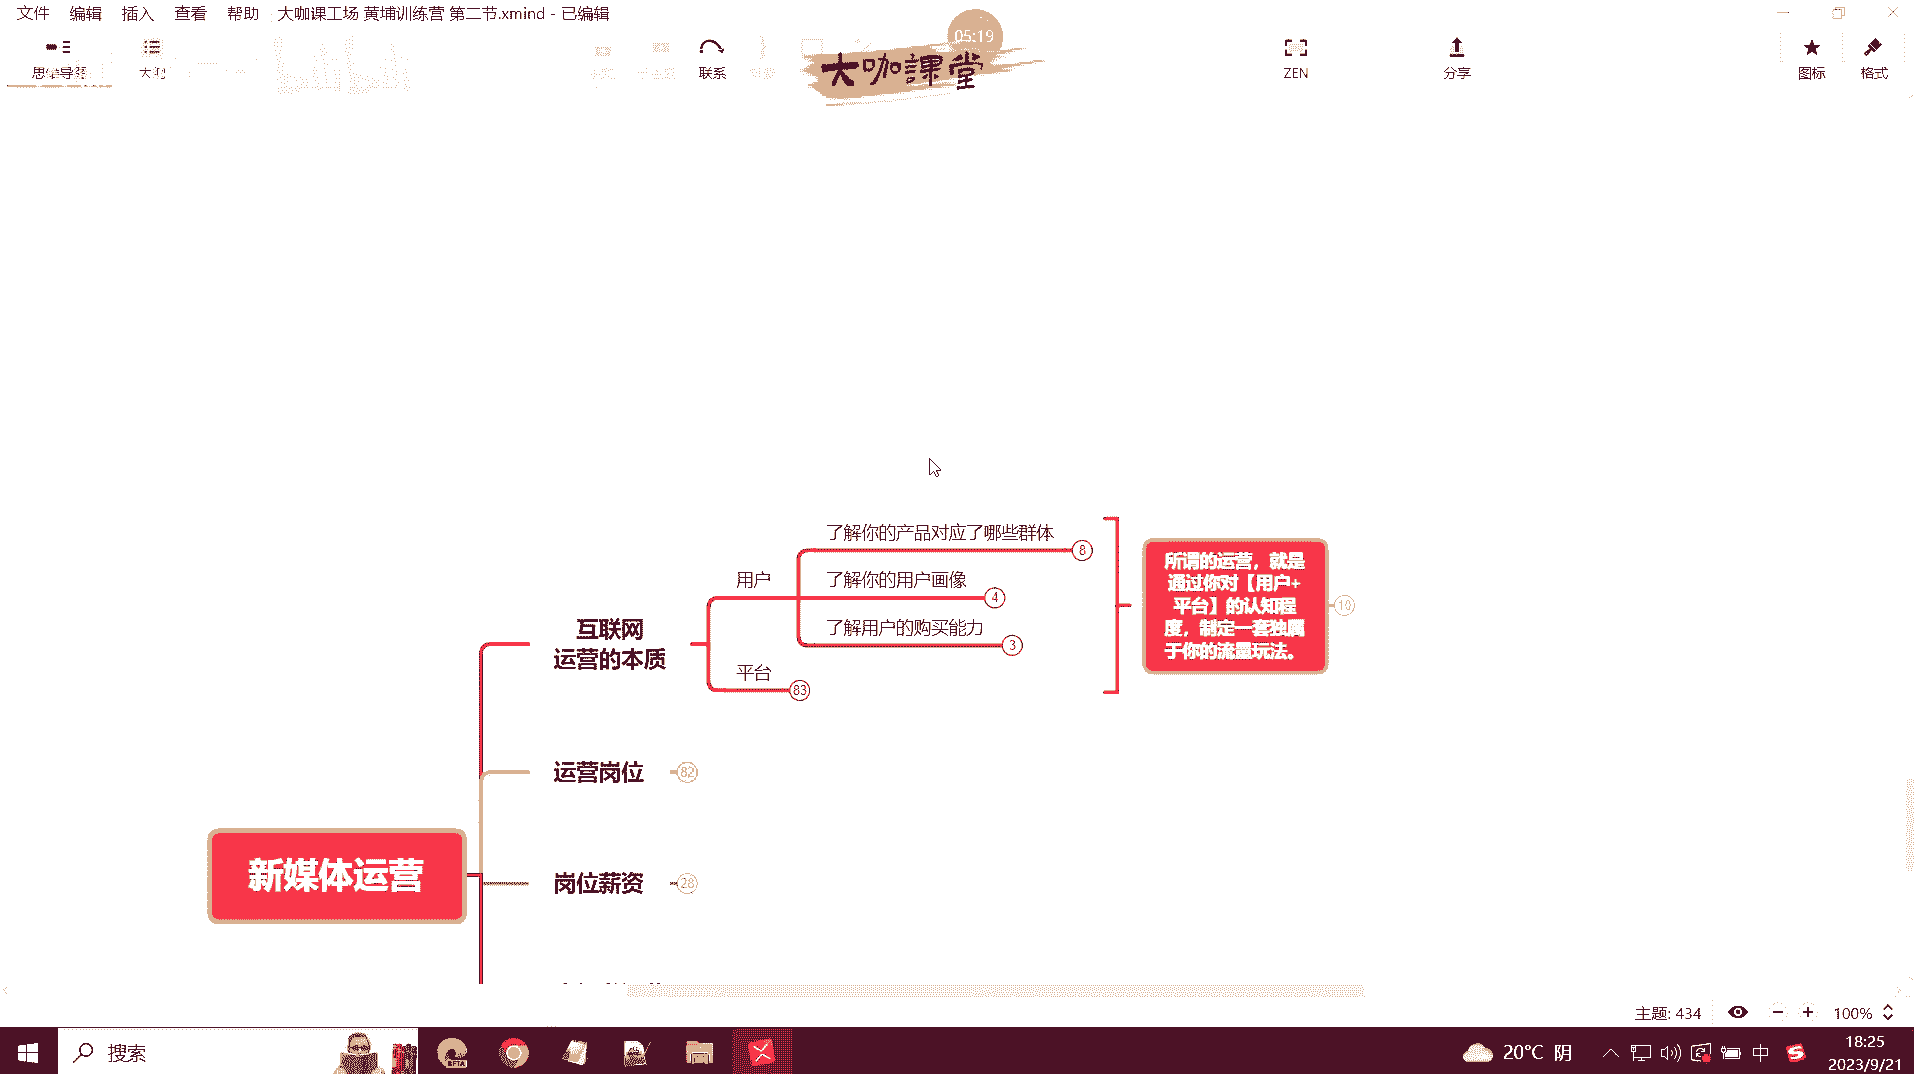 文件 编辑 插入 查看 帮助 大咖课工场 黄埔训练营 第二节.xmind - 已编辑
05:19
思维导图
大纲
联系
大咖課堂
ZEN
分享
图标
格式
了解你的产品对应了哪些群体
8
用户
了解你的用户画像
4
了解用户的购买能力
3
互联网
运营的本质
平台
83
所谓的运营，就是
通过你对【用户+
平台】的认知程
度，制定一套独属
于你的流量玩法。
10
运营岗位
82
新媒体运营
岗位薪资
28
主题: 434
100%
搜索
BETA
20°C 阴
中
18:25
2023/9/21